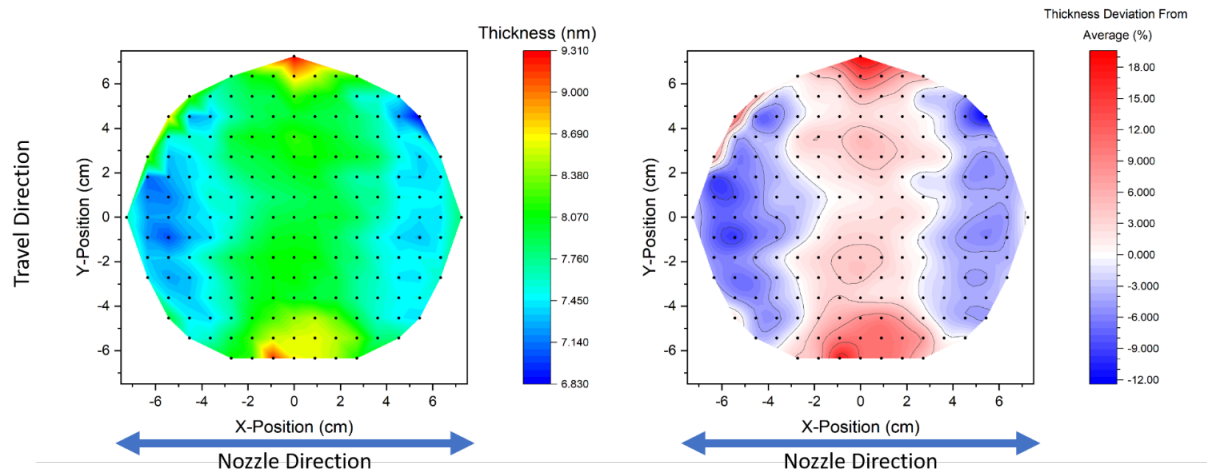 Thickness (nm)
9.310
9.000
8.690
8.380
8.070
7.760
7.450
7.140
6.830
Travel Direction
Y-Position (cm)
6
4
2
0
-2
-4
-6
-6 -4 -2 0 2 4 6
X-Position (cm)
Nozzle Direction
Thickness Deviation From
Average (%)
18.00
15.00
12.00
9.000
6.000
3.000
0.000
-3.000
-6.000
-9.000
-12.00
Y-Position (cm)
6
4
2
0
-2
-4
-6
-6 -4 -2 0 2 4 6
X-Position (cm)
Nozzle Direction